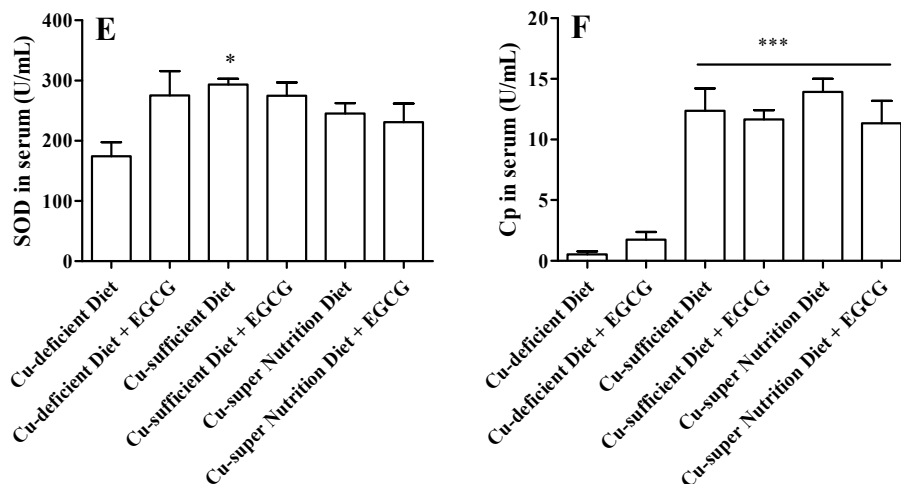 E
SOD in serum (U/mL)
400
300
200
100
0
*
Cu-deficient Diet
Cu-deficient Diet + EGCG
Cu-sufficient Diet
Cu-sufficient Diet + EGCG
Cu-super Nutrition Diet
Cu-super Nutrition Diet + EGCG
F
Cp in serum (U/mL)
20
15
10
5
0
***
Cu-deficient Diet
Cu-deficient Diet + EGCG
Cu-sufficient Diet
Cu-sufficient Diet + EGCG
Cu-super Nutrition Diet
Cu-super Nutrition Diet + EGCG